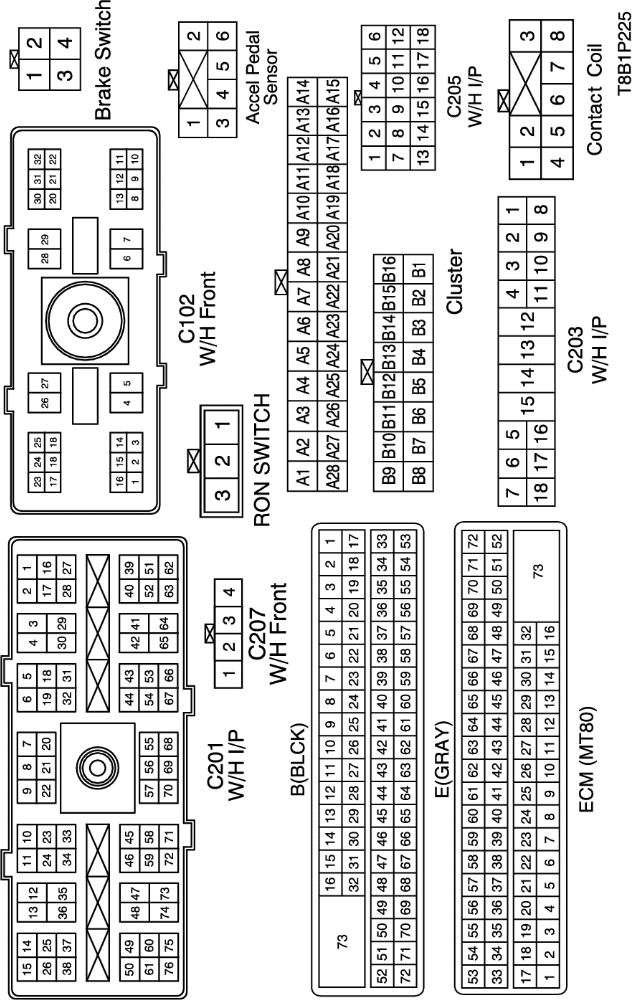 15 14 13 12 11 10 9 8 7 6 5 4 3 2 1
26 25 36 35 24 23 22 21 20 19 18 30 29 17 16
38 37 34 33 32 31 28 27
50 49 48 47 46 45 57 56 55 44 43 42 41 40 39
61 60 74 73 59 58 70 69 68 54 53 65 64 52 51
76 75 72 71 67 66 63 62
C201
W/H I/P
23 24 25 26 27 28 29 30 31 32
17 18 18 20 21 22
16 15 14 4 5 6 7 13 12 11
1 2 3 8 9 10
C102
W/H Front
1 2
3 4
Brake Switch
1 2 3 4
C207
W/H Front
3 2 1
RON SWITCH
1 2
3 4 5 6
Accel Pedal
Sensor
73 16 15 14 13 12 11 10 9 8 7 6 5 4 3 2 1
32 31 30 29 28 27 26 25 24 23 22 21 20 19 18 17
52 51 50 49 48 47 46 45 44 43 42 41 40 39 38 37 36 35 34 33
72 71 70 69 68 67 66 65 64 63 62 61 60 59 58 57 56 55 54 53
B(BLCK)
A1 A2 A3 A4 A5 A6 A7 A8 A9 A10 A11 A12 A13 A14
A28 A27 A26 A25 A24 A23 A22 A21 A20 A19 A18 A17 A16 A15
B9 B10 B11 B12 B13 B14 B15 B16
B8 B7 B6 B5 B4 B3 B2 B1
Cluster
1 2 3 4 5 6
7 8 9 10 11 12
13 14 15 16 17 18
C205
W/H I/P
E(GRAY)
53 54 55 56 57 58 59 60 61 62 63 64 65 66 67 68 69 70 71 72
33 34 35 36 37 38 39 40 41 42 43 44 45 46 47 48 49 50 51 52
17 18 19 20 21 22 23 24 25 26 27 28 29 30 31 32 73
1 2 3 4 5 6 7 8 9 10 11 12 13 14 15 16
ECM (MT80)
7 6 5 15 14 13 12 4 3 2 1
18 17 16 11 10 9 8
C203
W/H I/P
1 2 3
4 5 6 7 8
Contact Coil
T8B1P225